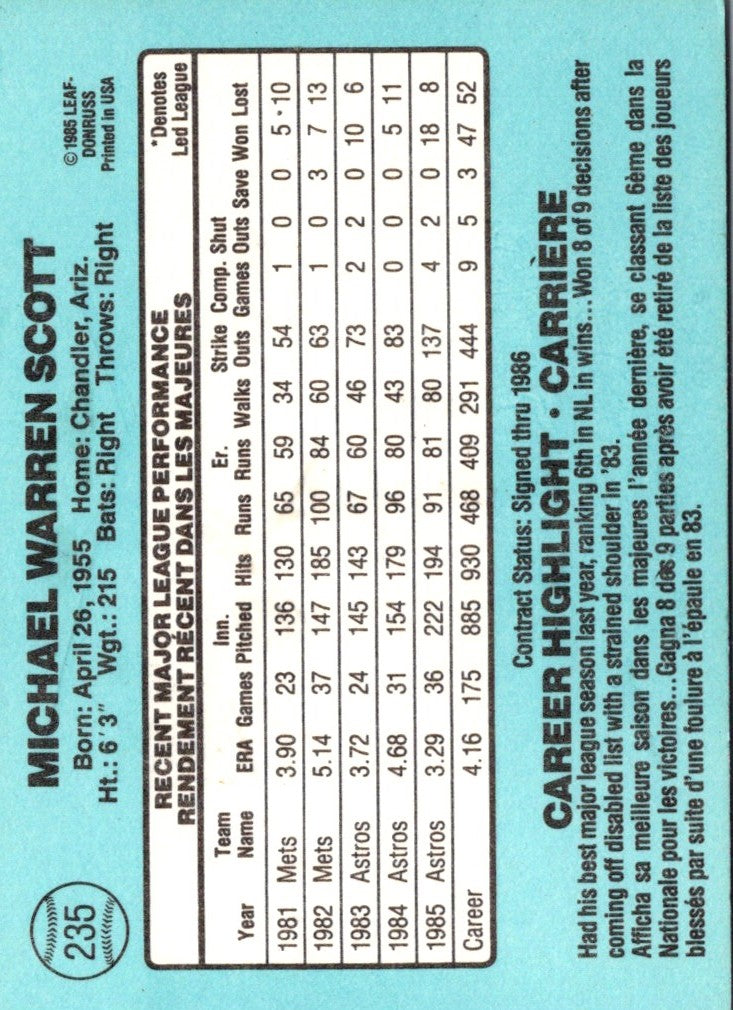 235
MICHAEL WARREN SCOTT
Born: April 26, 1955 Home: Chandler, Ariz.
Ht.: 6'3" Wgt.: 215 Bats: Right Throws: Right
© 1985 LEAF-
DONRUSS
Printed in USA
RECENT MAJOR LEAGUE PERFORMANCE
RENDEMENT RÉCENT DANS LES MAJEURES
*Denotes
Led League
Team Inn. Er. Strike Comp. Shut
Year Name ERA Games Pitched Hits Runs Runs Walks Outs Games Outs Save Won Lost
1981 Mets 3.90 23 136 130 65 59 34 54 1 0 0 5 · 10
1982 Mets 5.14 37 147 185 100 84 60 63 1 0 3 7 13
1983 Astros 3.72 24 145 143 67 60 46 73 2 2 0 10 6
1984 Astros 4.68 31 154 179 96 80 43 83 0 0 0 5 11
1985 Astros 3.29 36 222 194 91 81 80 137 4 2 0 18 8
Career 4.16 175 885 930 468 409 291 444 9 5 3 47 52
Contract Status: Signed thru 1986
CAREER HIGHLIGHT • CARRIÈRE
Had his best major league season last year, ranking 6th in NL in wins...Won 8 of 9 decisions after
coming off disabled list with a strained shoulder in '83.
Afficha sa meilleure saison dans les majeures l'année dernière, se classant 6ème dans la
Nationale pour les victoires...Gagna 8 des 9 parties après avoir été retiré de la liste des joueurs
blessés par suite d'une foulure à l'épaule en 83.